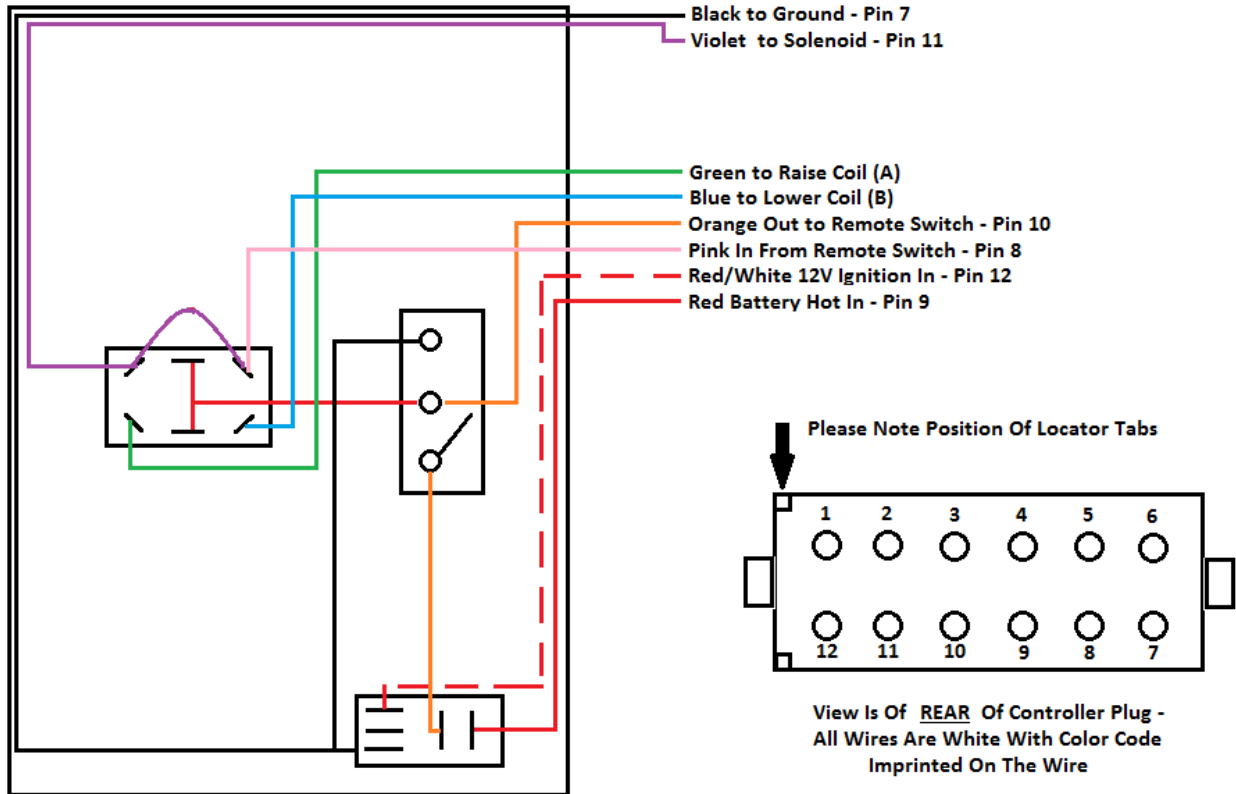 Black to Ground - Pin 7
Violet to Solenoid - Pin 11
Green to Raise Coil (A)
Blue to Lower Coil (B)
Orange Out to Remote Switch - Pin 10
Pink In From Remote Switch - Pin 8
Red/White 12V Ignition In - Pin 12
Red Battery Hot In - Pin 9
Please Note Position Of Locator Tabs
1 2 3 4 5 6
12 11 10 9 8 7
View Is Of REAR Of Controller Plug -
All Wires Are White With Color Code
Imprinted On The Wire